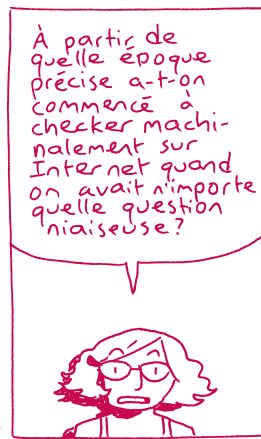 À partir de
quelle époque
précise a-t-on
commencé à
checker machi-
nalement sur
Internet quand
on avait n'importe
quelle question
niaiseuse?